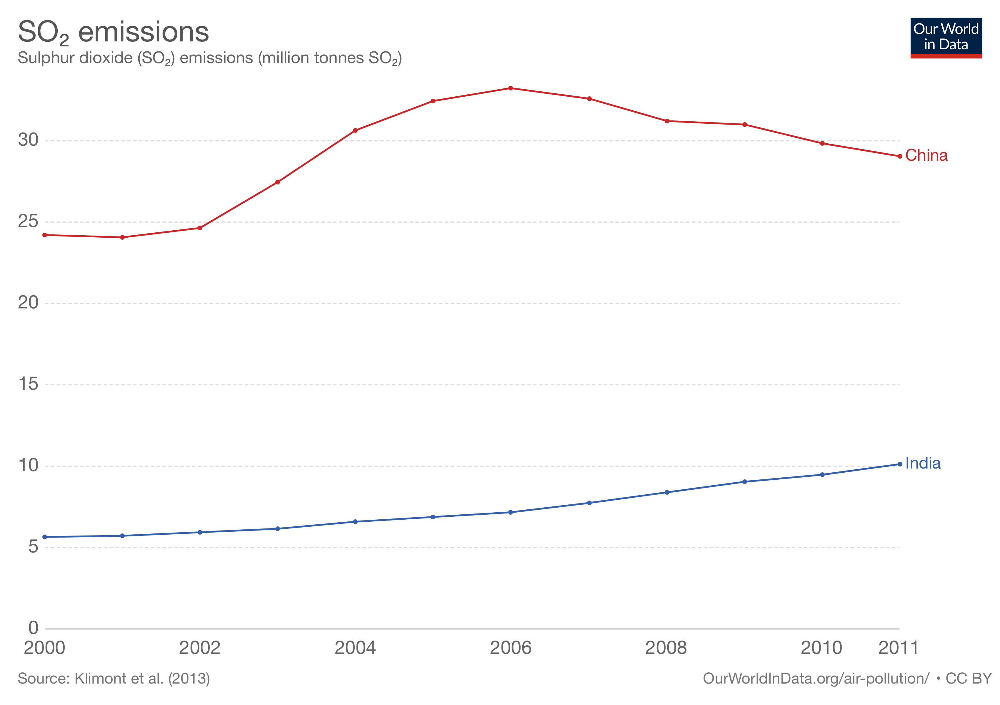 SO₂ emissions
Sulphur dioxide (SO₂) emissions (million tonnes SO₂)
Our World
in Data
30
China
25
20
15
10
India
5
0
2000 2002 2004 2006 2008 2010 2011
Source: Klimont et al. (2013)
OurWorldInData.org/air-pollution/ • CC BY